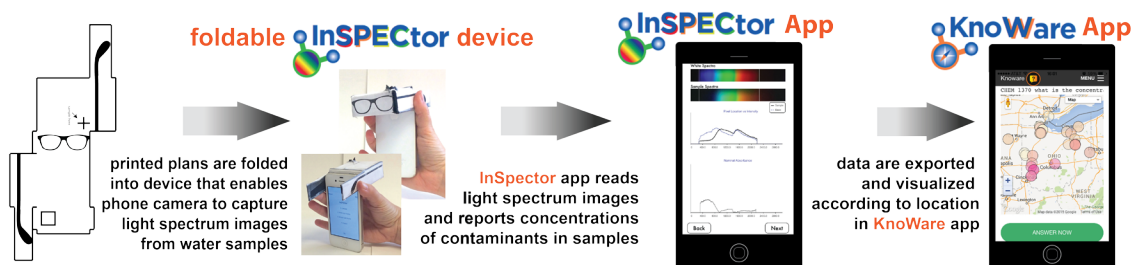 foldable InSPECtor device
printed plans are folded
into device that enables
phone camera to capture
light spectrum images
from water samples
InSpector app reads
light spectrum images
and reports concentrations
of contaminants in samples
InSPECtor App
White Spectra
Sample Spectra
Back
Next
data are exported
and visualized
according to location
in KnoWare app
KnoWare App
Knoware
MENU
CHEM 1370 what is the concentr
Map
Detroit
OHIO
Columbus
WEST
VIRGINIA
ANSWER NOW